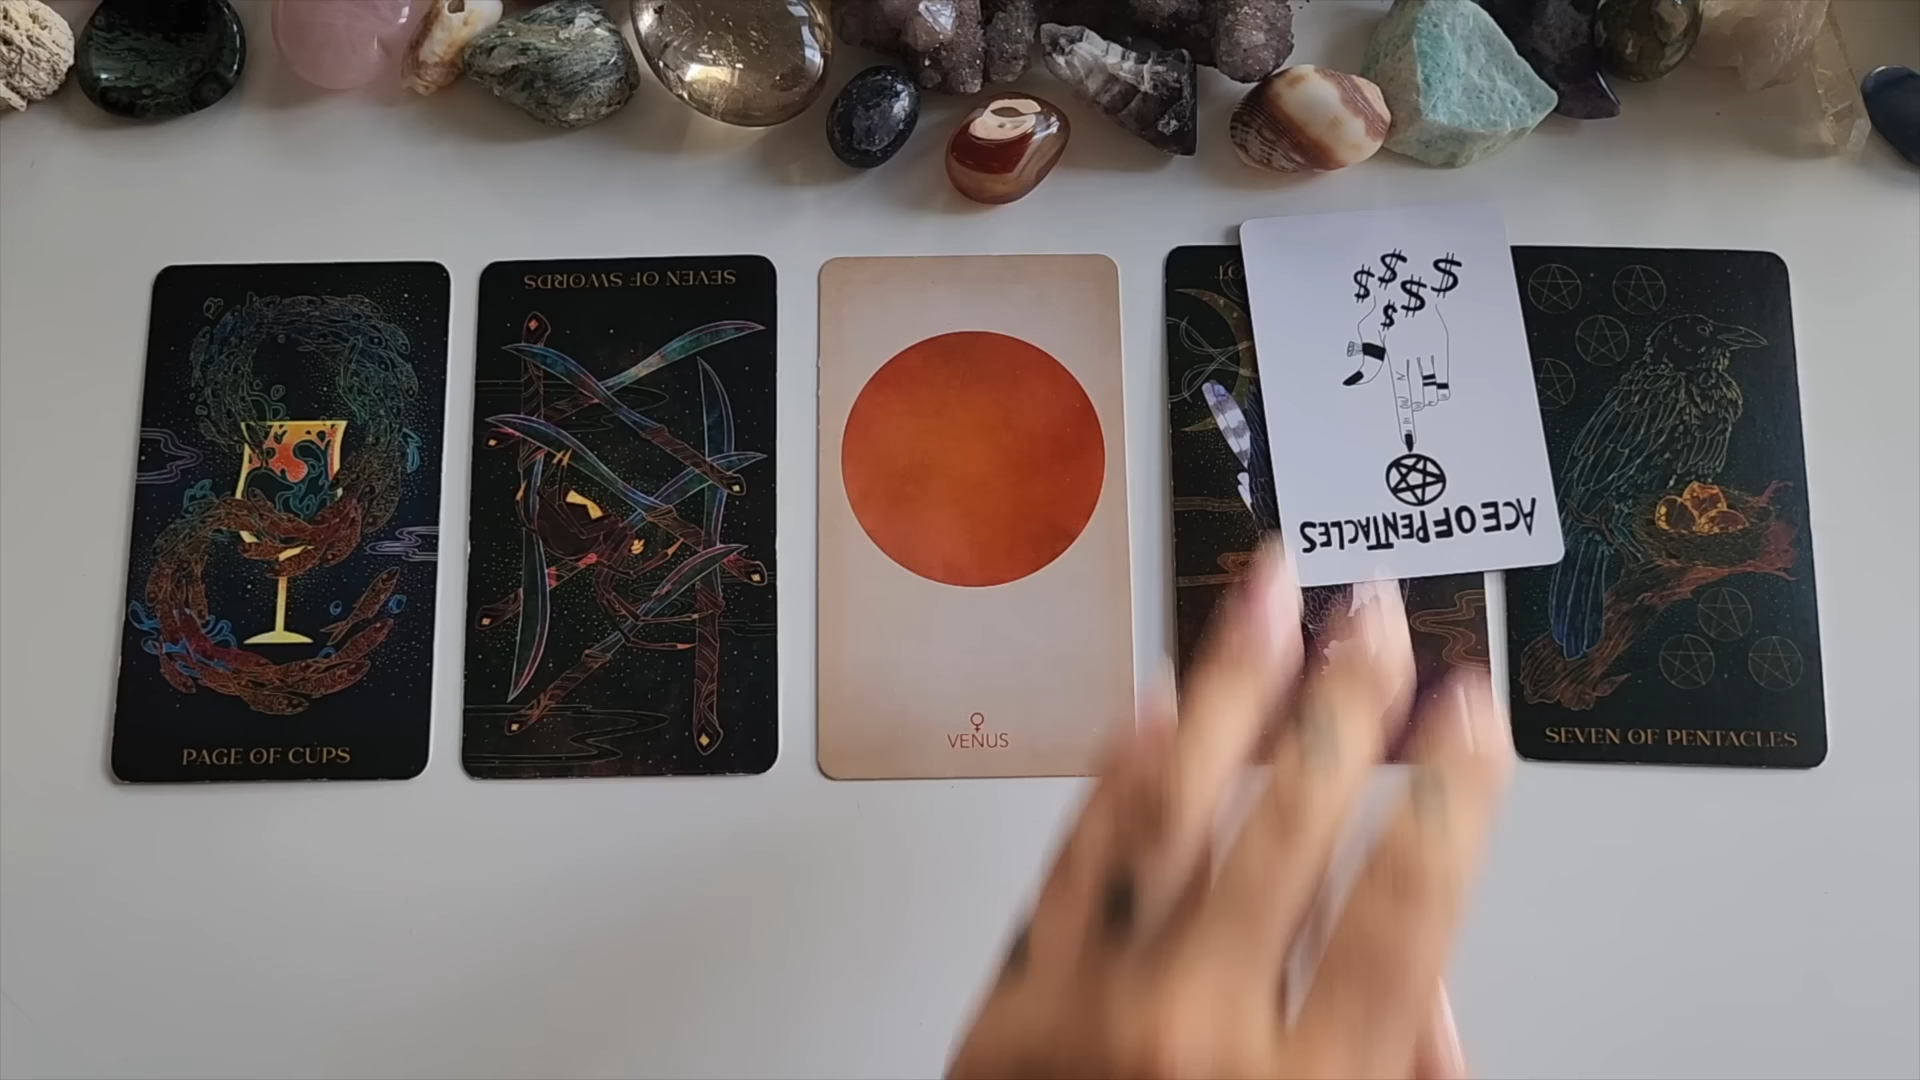 PAGE OF CUPS
SEVEN OF SWORDS
♀
VENUS
$ $ $ $ $
ACE OF PENTACLES
SEVEN OF PENTACLES